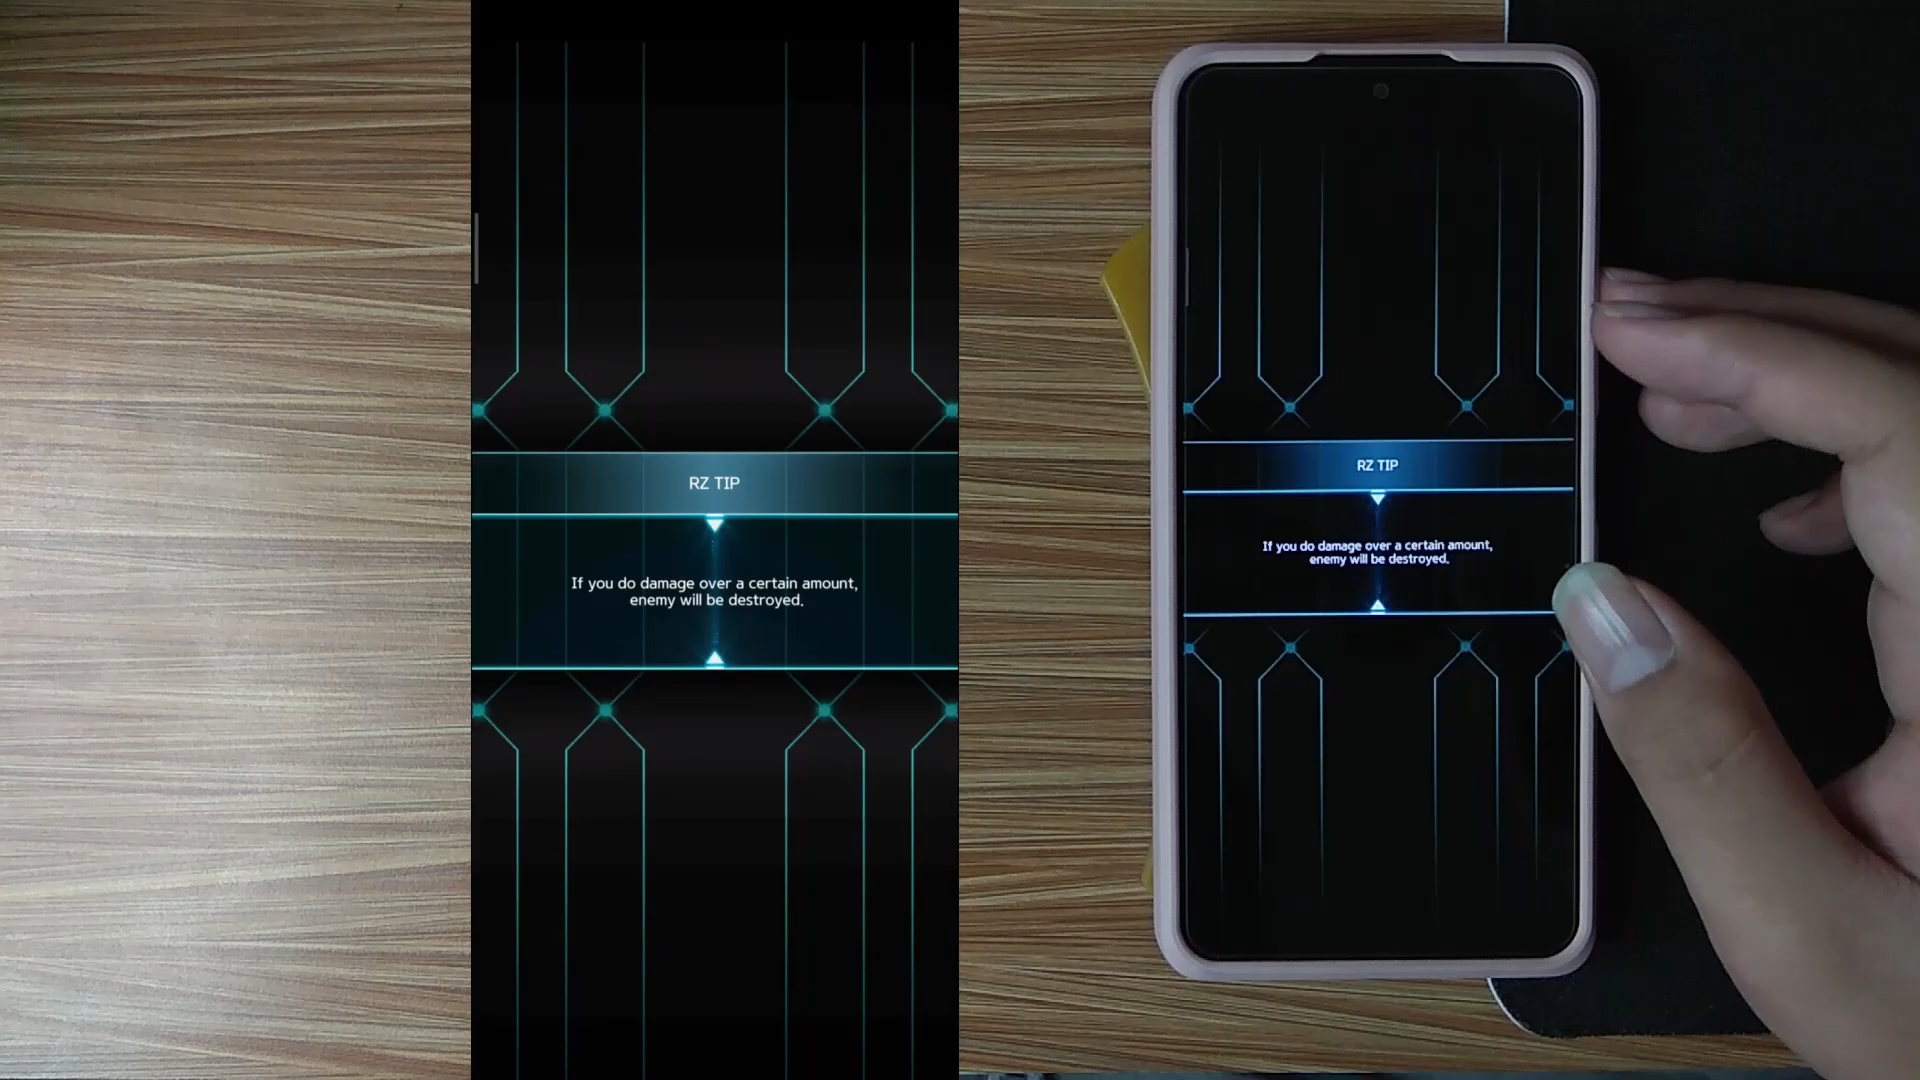 RZ TIP
If you do damage over a certain amount,
enemy will be destroyed.
RZ TIP
If you do damage over a certain amount,
enemy will be destroyed.